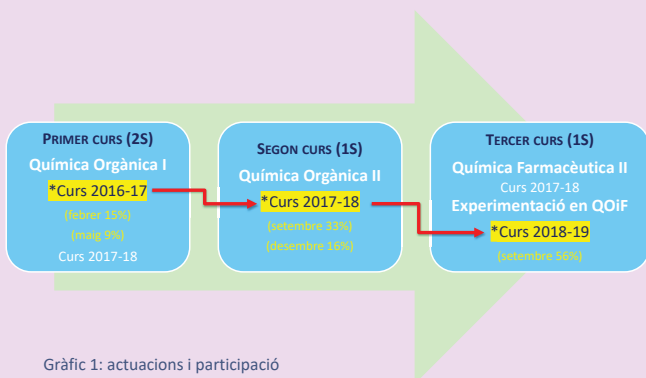 PRIMER CURS (2S)
Química Orgànica I
*Curs 2016-17
(febrer 15%)
(maig 9%)
Curs 2017-18
SEGON CURS (1S)
Química Orgànica II
*Curs 2017-18
(setembre 33%)
(desembre 16%)
TERCER CURS (1S)
Química Farmacèutica II
Curs 2017-18
Experimentació en QOiF
*Curs 2018-19
(setembre 56%)
Gràfic 1: actuacions i participació